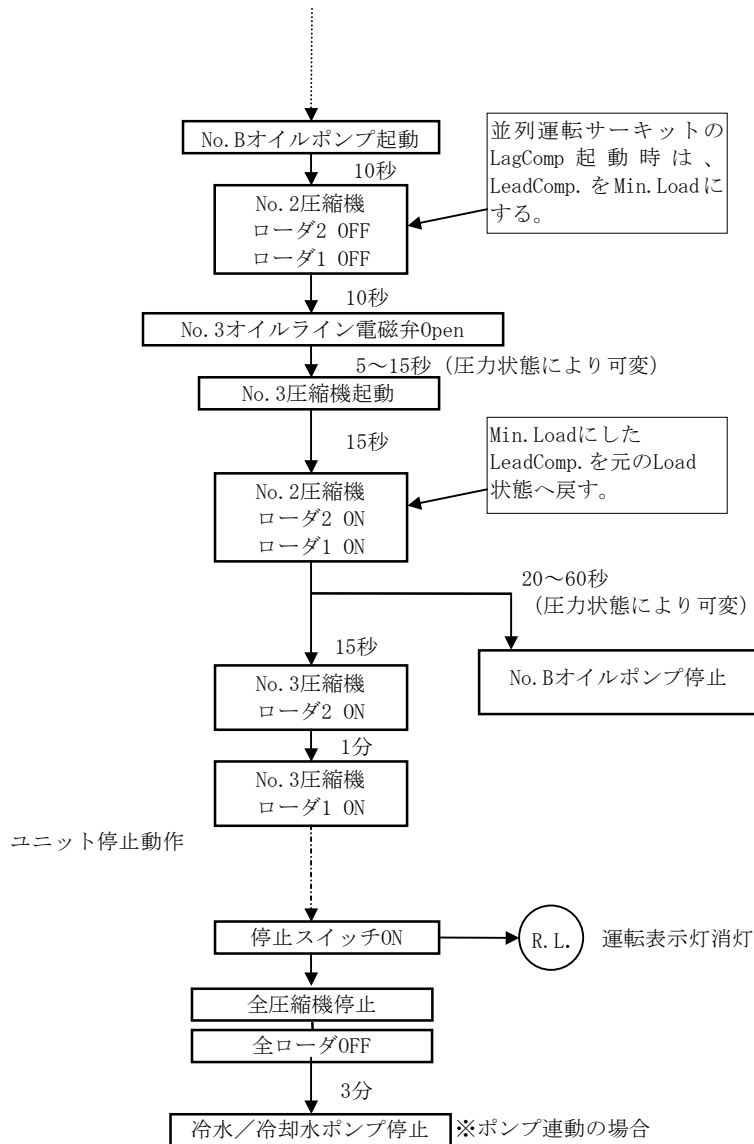 No.Bオイルポンプ起動
並列運転サーキットの
LagComp 起動時は、
LeadComp.をMin.Loadに
する。
10秒
No.2圧縮機
ローダ2 OFF
ローダ1 OFF
10秒
No.3オイルライン電磁弁Open
5～15秒（圧力状態により可変）
No.3圧縮機起動
15秒
Min.Loadにした
LeadComp.を元のLoad
状態へ戻す。
No.2圧縮機
ローダ2 ON
ローダ1 ON
20～60秒
（圧力状態により可変）
15秒
No.Bオイルポンプ停止
No.3圧縮機
ローダ2 ON
1分
No.3圧縮機
ローダ1 ON
ユニット停止動作
停止スイッチON
R.L.
運転表示灯消灯
全圧縮機停止
全ローダOFF
3分
冷水／冷却水ポンプ停止
※ポンプ連動の場合